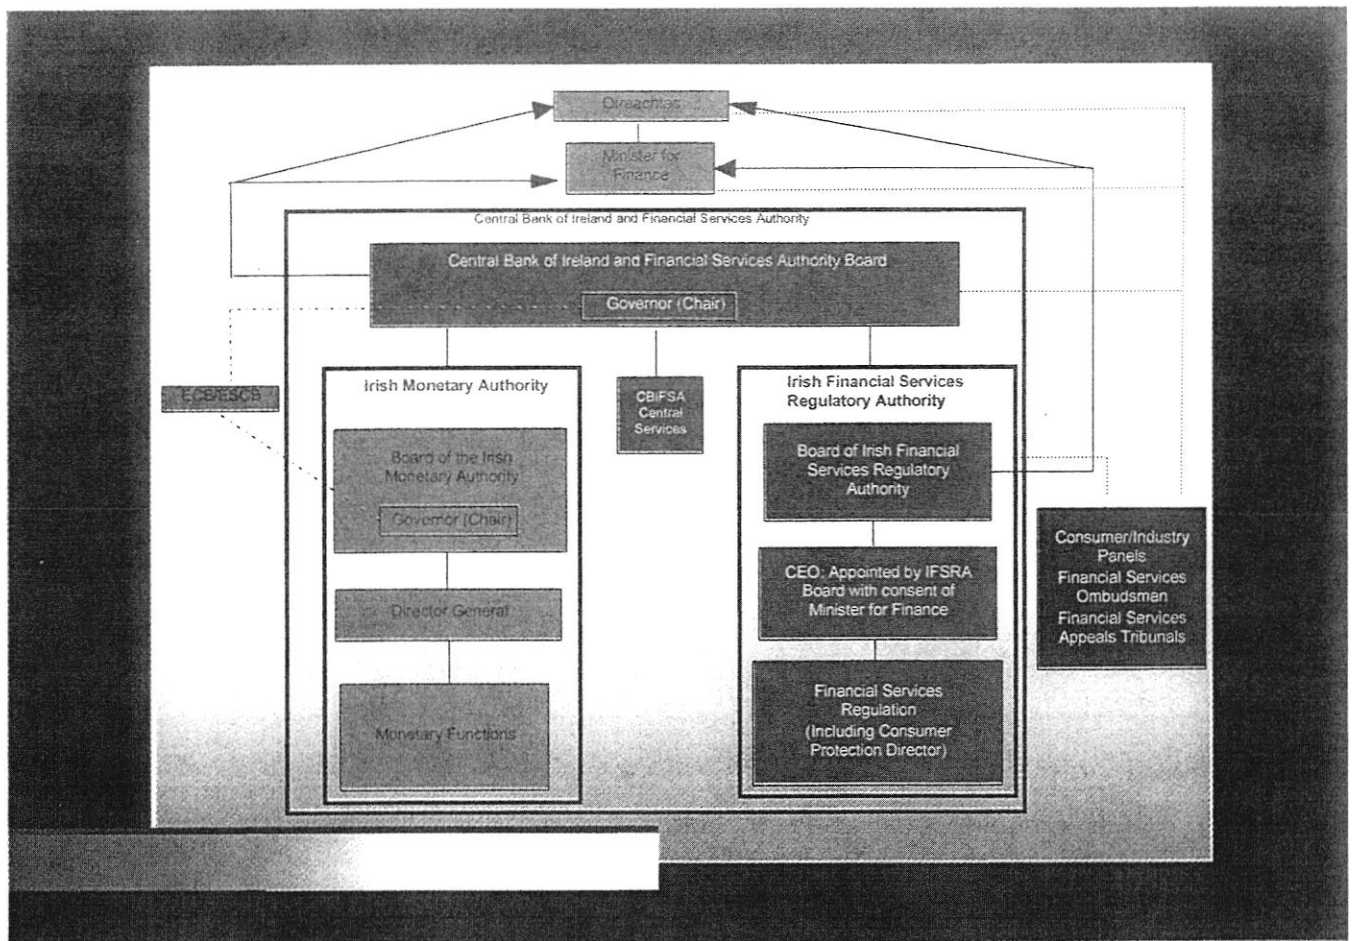 Oireachtas
Minister for
Finance
Central Bank of Ireland and Financial Services Authority
Central Bank of Ireland and Financial Services Authority Board
Governor (Chair)
ECB/ESCB
Irish Monetary Authority
Board of the Irish
Monetary Authority
Governor (Chair)
Director General
Monetary Functions
CBIFSA
Central
Services
Irish Financial Services
Regulatory Authority
Board of Irish Financial
Services Regulatory
Authority
CEO: Appointed by IFSRA
Board with consent of
Minister for Finance
Financial Services
Regulation
(Including Consumer
Protection Director)
Consumer/Industry
Panels
Financial Services
Ombudsman
Financial Services
Appeals Tribunals